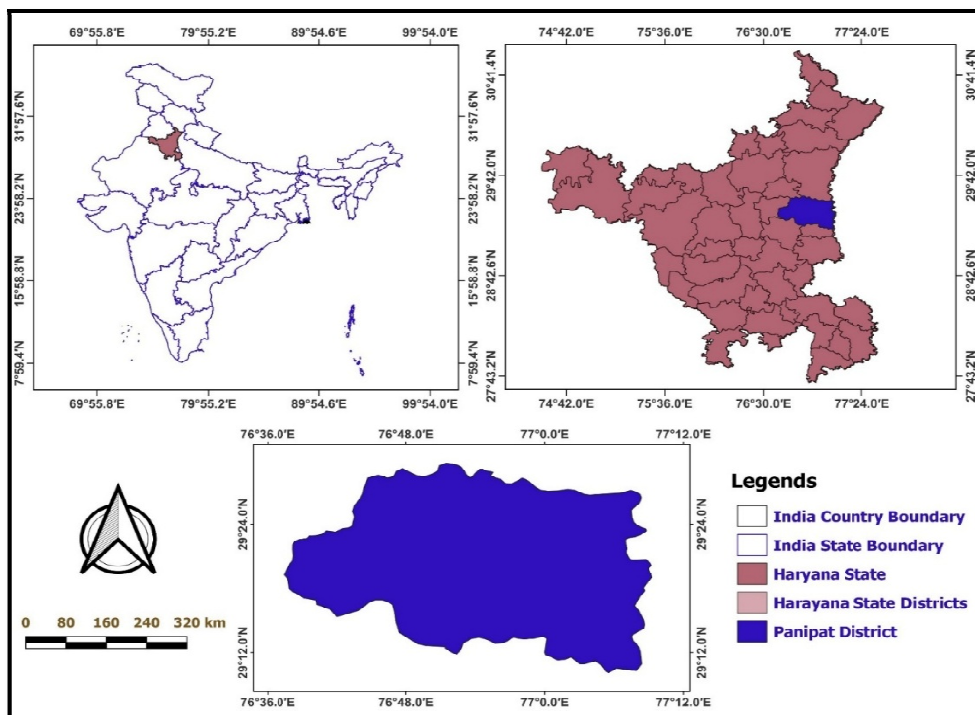 69°55.8'E 79°55.2'E 89°54.6'E 99°54.0'E
31°57.6'N
23°58.2'N
15°58.8'N
7°59.4'N
31°57.6'N
23°58.2'N
15°58.8'N
7°59.4'N
69°55.8'E 79°55.2'E 89°54.6'E 99°54.0'E
74°42.0'E 75°36.0'E 76°30.0'E 77°24.0'E
30°41.4'N
29°42.0'N
28°42.6'N
27°43.2'N
30°41.4'N
29°42.0'N
28°42.6'N
27°43.2'N
74°42.0'E 75°36.0'E 76°30.0'E 77°24.0'E
76°36.0'E 76°48.0'E 77°0.0'E 77°12.0'E
29°24.0'N
29°12.0'N
29°24.0'N
29°12.0'N
76°36.0'E 76°48.0'E 77°0.0'E 77°12.0'E
0 80 160 240 320 km
Legends
India Country Boundary
India State Boundary
Haryana State
Harayana State Districts
Panipat District